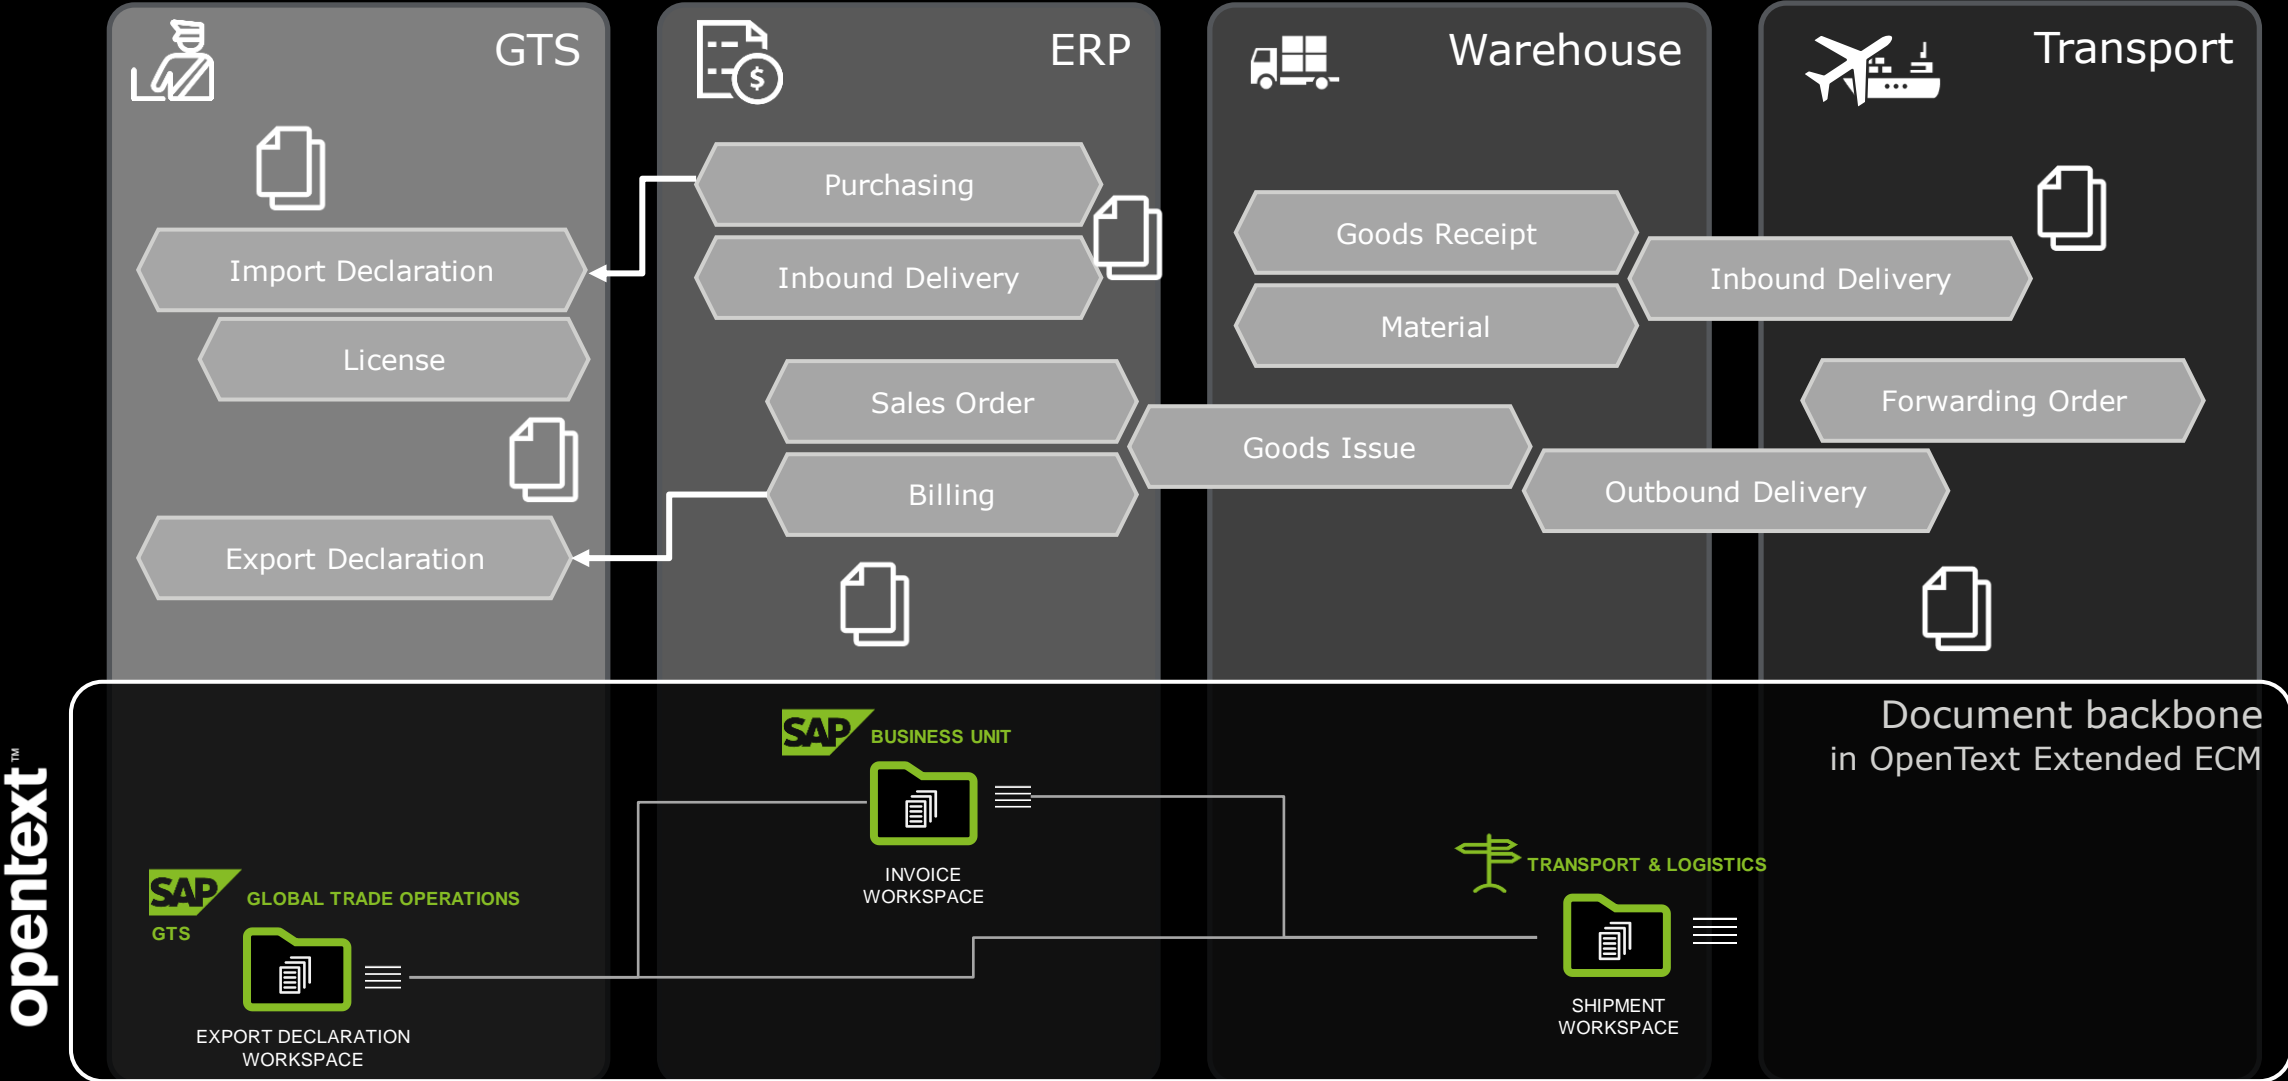 GTS
ERP
Warehouse
Transport
$
Purchasing
Goods Receipt
Import Declaration
Inbound Delivery
Inbound Delivery
Material
License
Sales Order
Forwarding Order
Goods Issue
Billing
Outbound Delivery
Export Declaration
Document backbone
in OpenText Extended ECM
SAP
BUSINESS UNIT
INVOICE
WORKSPACE
TRANSPORT & LOGISTICS
SAP
GLOBAL TRADE OPERATIONS
GTS
SHIPMENT
WORKSPACE
EXPORT DECLARATION
WORKSPACE
opentext™